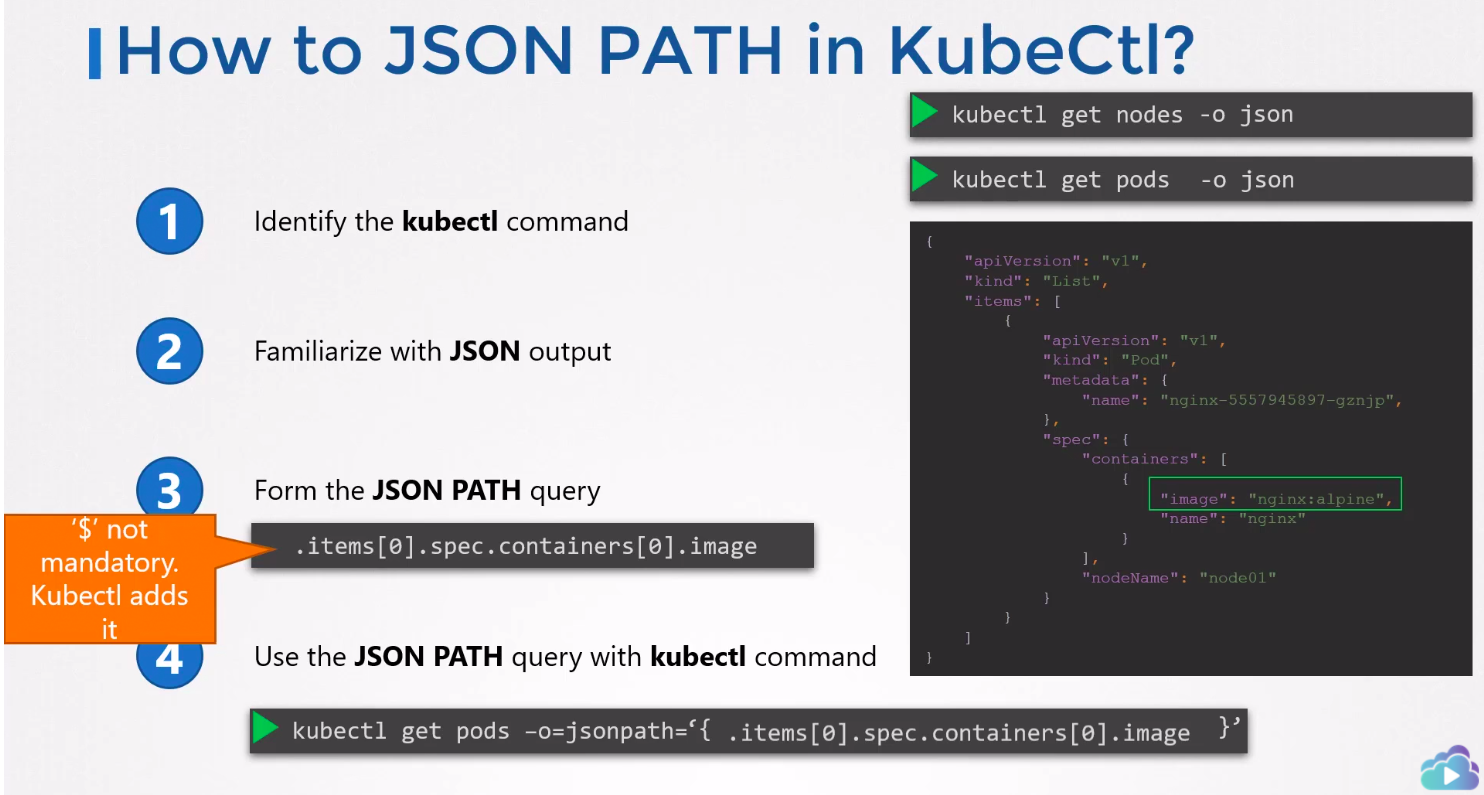 How to JSON PATH in KubeCtl?
kubectl get nodes -o json
kubectl get pods -o json
1
Identify the kubectl command
2
Familiarize with JSON output
3
Form the JSON PATH query
‘$’ not
mandatory.
Kubectl adds
it
.items[0].spec.containers[0].image
4
Use the JSON PATH query with kubectl command
kubectl get pods –o=jsonpath=‘{ .items[0].spec.containers[0].image }’
{
"apiVersion": "v1",
"kind": "List",
"items": [
{
"apiVersion": "v1",
"kind": "Pod",
"metadata": {
"name": "nginx-5557945897-gznjp",
},
"spec": {
"containers": [
{
"image": "nginx:alpine",
"name": "nginx"
}
],
"nodeName": "node01"
}
}
]
}